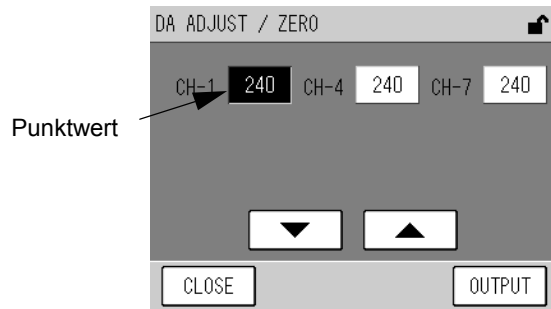 DA ADJUST / ZERO
CH-1 240 CH-4 240 CH-7 240
Punktwert
CLOSE OUTPUT